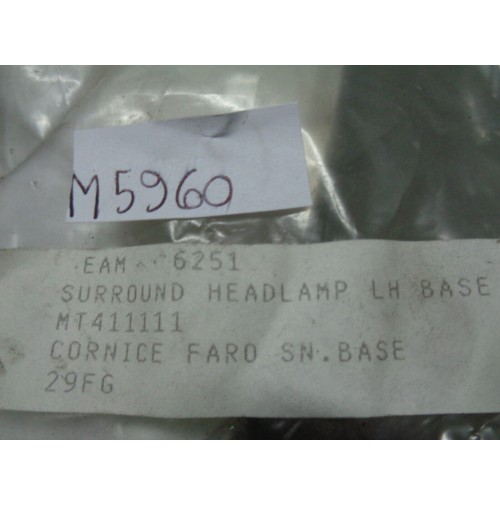 M5960
EAM 6251
SURROUND HEADLAMP LH BASE
MT411111
CORNICE FARO SN.BASE
29FG